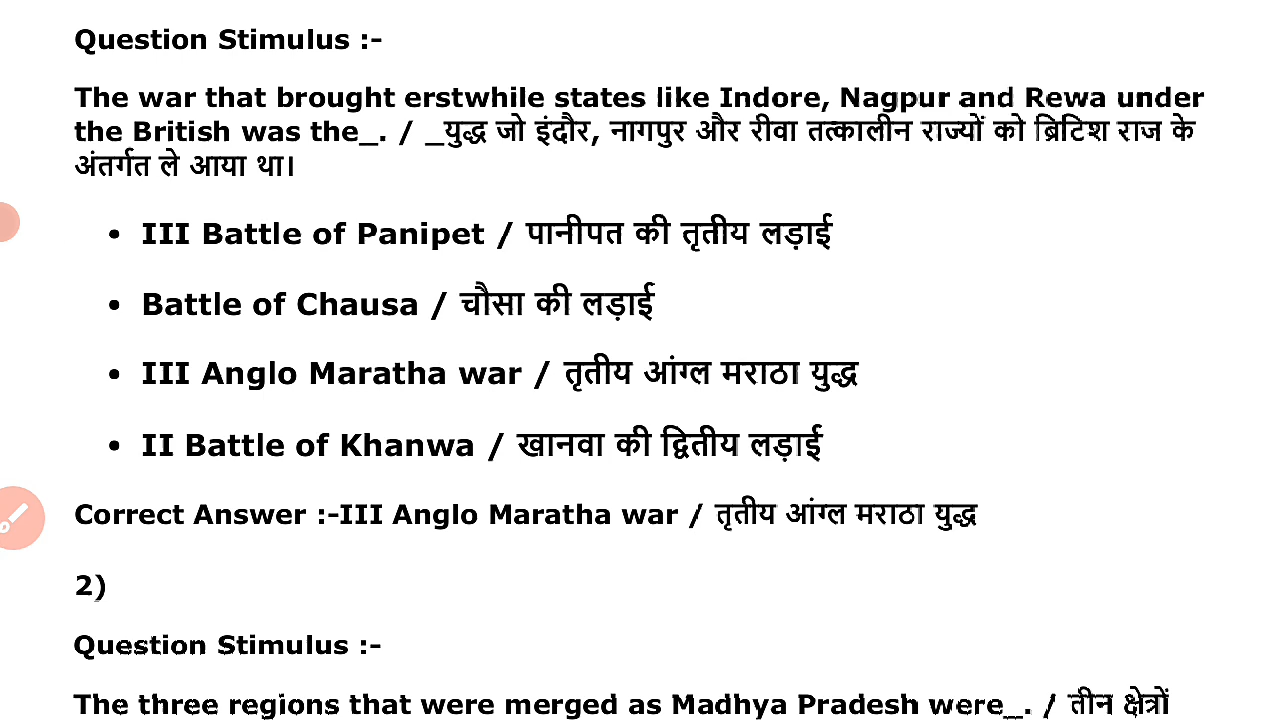 Question Stimulus :-
The war that brought erstwhile states like Indore, Nagpur and Rewa under
the British was the_. / _युद्ध जो इंदौर, नागपुर और रीवा तत्कालीन राज्यों को ब्रिटिश राज के
अंतर्गत ले आया था।
• III Battle of Panipet / पानीपत की तृतीय लड़ाई
• Battle of Chausa / चौसा की लड़ाई
• III Anglo Maratha war / तृतीय आंग्ल मराठा युद्ध
• II Battle of Khanwa / खानवा की द्वितीय लड़ाई
Correct Answer :-III Anglo Maratha war / तृतीय आंग्ल मराठा युद्ध
2)
Question Stimulus :-
The three regions that were merged as Madhya Pradesh were_. / तीन क्षेत्रों